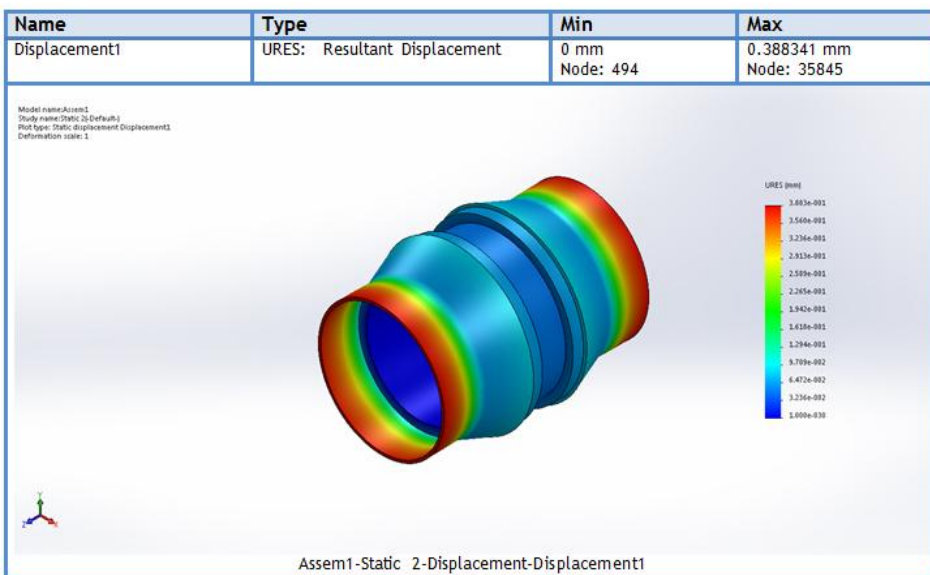 Name Type Min Max
Displacement1 URES: Resultant Displacement 0 mm 0.388341 mm
Node: 494 Node: 35845
Model name:Assem1
Study name:Static 2(-Default-)
Plot type: Static displacement Displacement1
Deformation scale: 1
URES (mm)
3.883e-001
3.560e-001
3.236e-001
2.913e-001
2.589e-001
2.265e-001
1.942e-001
1.618e-001
1.294e-001
9.709e-002
6.472e-002
3.236e-002
1.000e-030
Y
Z X
Assem1-Static 2-Displacement-Displacement1